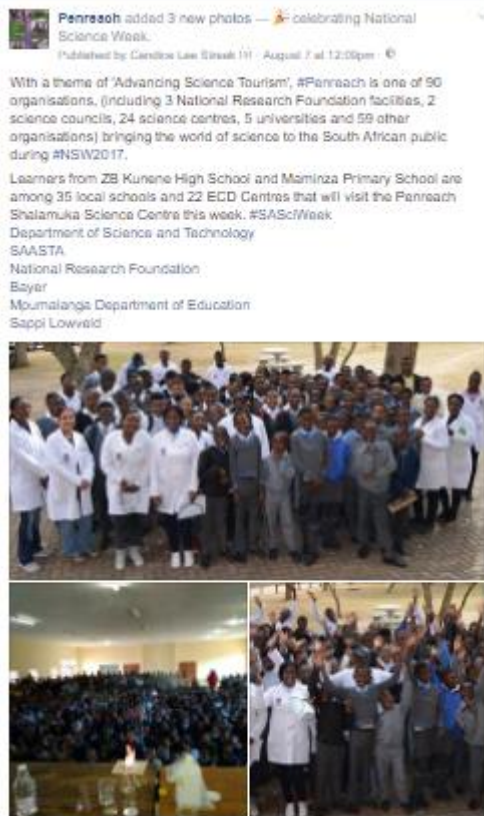 Penreach added 3 new photos — 🎉 celebrating National
Science Week.
Published by Candice Lee Streak · August 7 at 12:09pm ·
With a theme of 'Advancing Science Tourism', #Penreach is one of 90
organisations, (including 3 National Research Foundation facilities, 2
science councils, 24 science centres, 5 universities and 59 other
organisations) bringing the world of science to the South African public
during #NSW2017.
Learners from ZB Kunene High School and Maminza Primary School are
among 35 local schools and 22 ECD Centres that will visit the Penreach
Shalamuka Science Centre this week. #SASciWeek
Department of Science and Technology
SAASTA
National Research Foundation
Bayer
Mpumalanga Department of Education
Sappi Lowveld